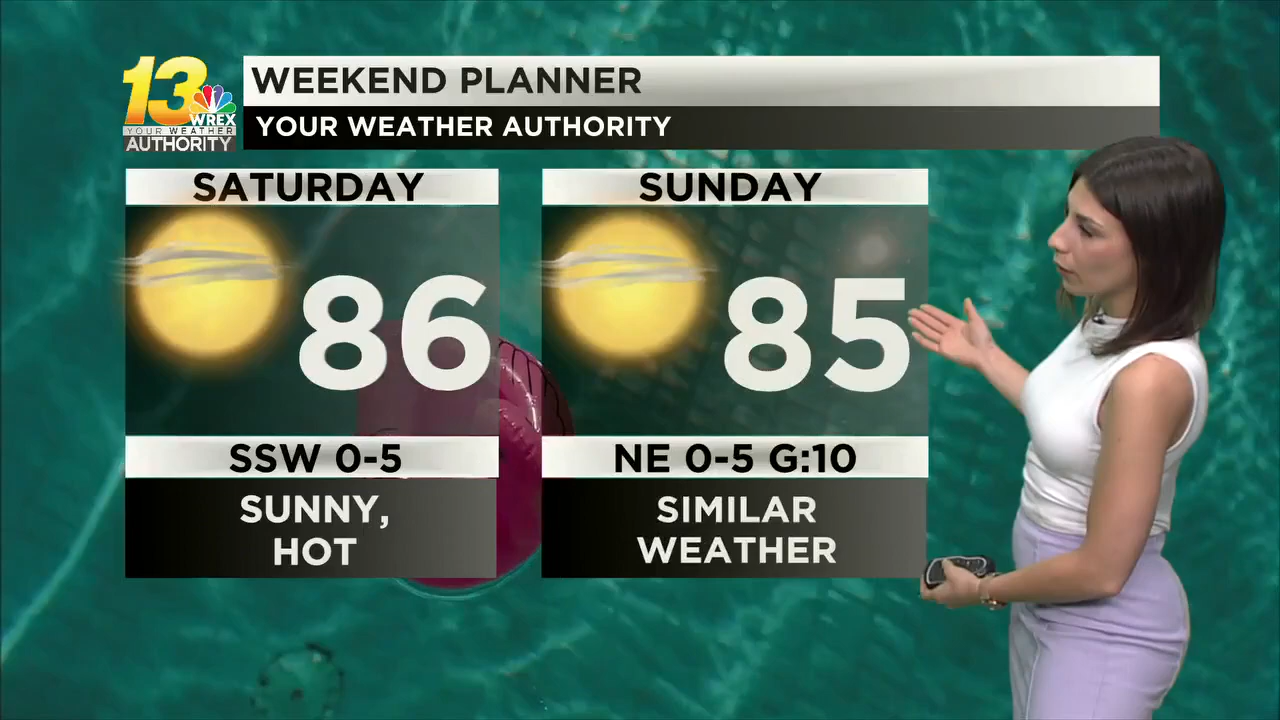 13
WREX
YOUR WEATHER
AUTHORITY
WEEKEND PLANNER
YOUR WEATHER AUTHORITY
SATURDAY
86
SSW 0-5
SUNNY,
HOT
SUNDAY
85
NE 0-5 G:10
SIMILAR
WEATHER